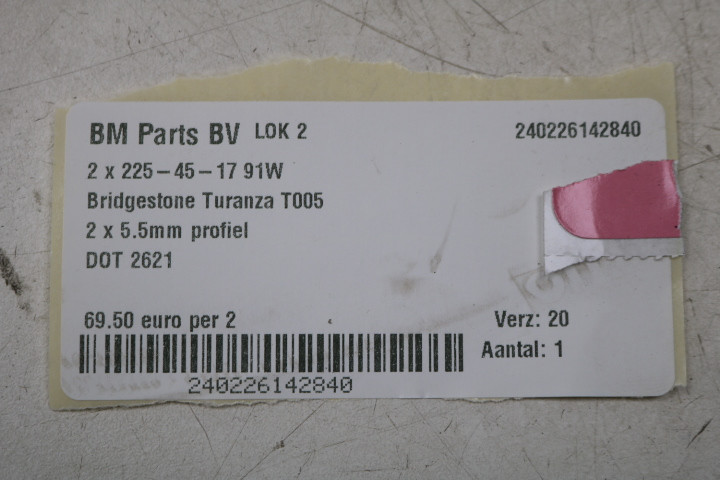 BM Parts BV LOK 2 240226142840
2 x 225-45-17 91W
Bridgestone Turanza T005
2 x 5.5mm profiel
DOT 2621
69.50 euro per 2 Verz: 20
Aantal: 1
240226142840